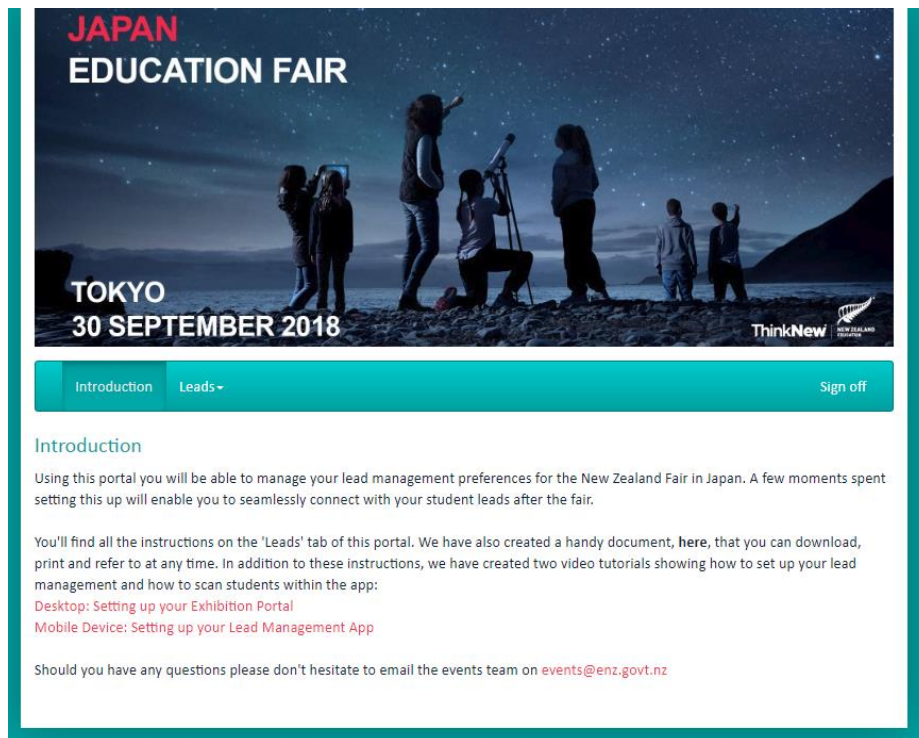 JAPAN
EDUCATION FAIR
TOKYO
30 SEPTEMBER 2018
ThinkNew
NEW ZEALAND
EDUCATION
Introduction
Leads
Sign off
Introduction
Using this portal you will be able to manage your lead management preferences for the New Zealand Fair in Japan. A few moments spent
setting this up will enable you to seamlessly connect with your student leads after the fair.
You'll find all the instructions on the 'Leads' tab of this portal. We have also created a handy document, here, that you can download,
print and refer to at any time. In addition to these instructions, we have created two video tutorials showing how to set up your lead
management and how to scan students within the app:
Desktop: Setting up your Exhibition Portal
Mobile Device: Setting up your Lead Management App
Should you have any questions please don't hesitate to email the events team on events@enz.govt.nz